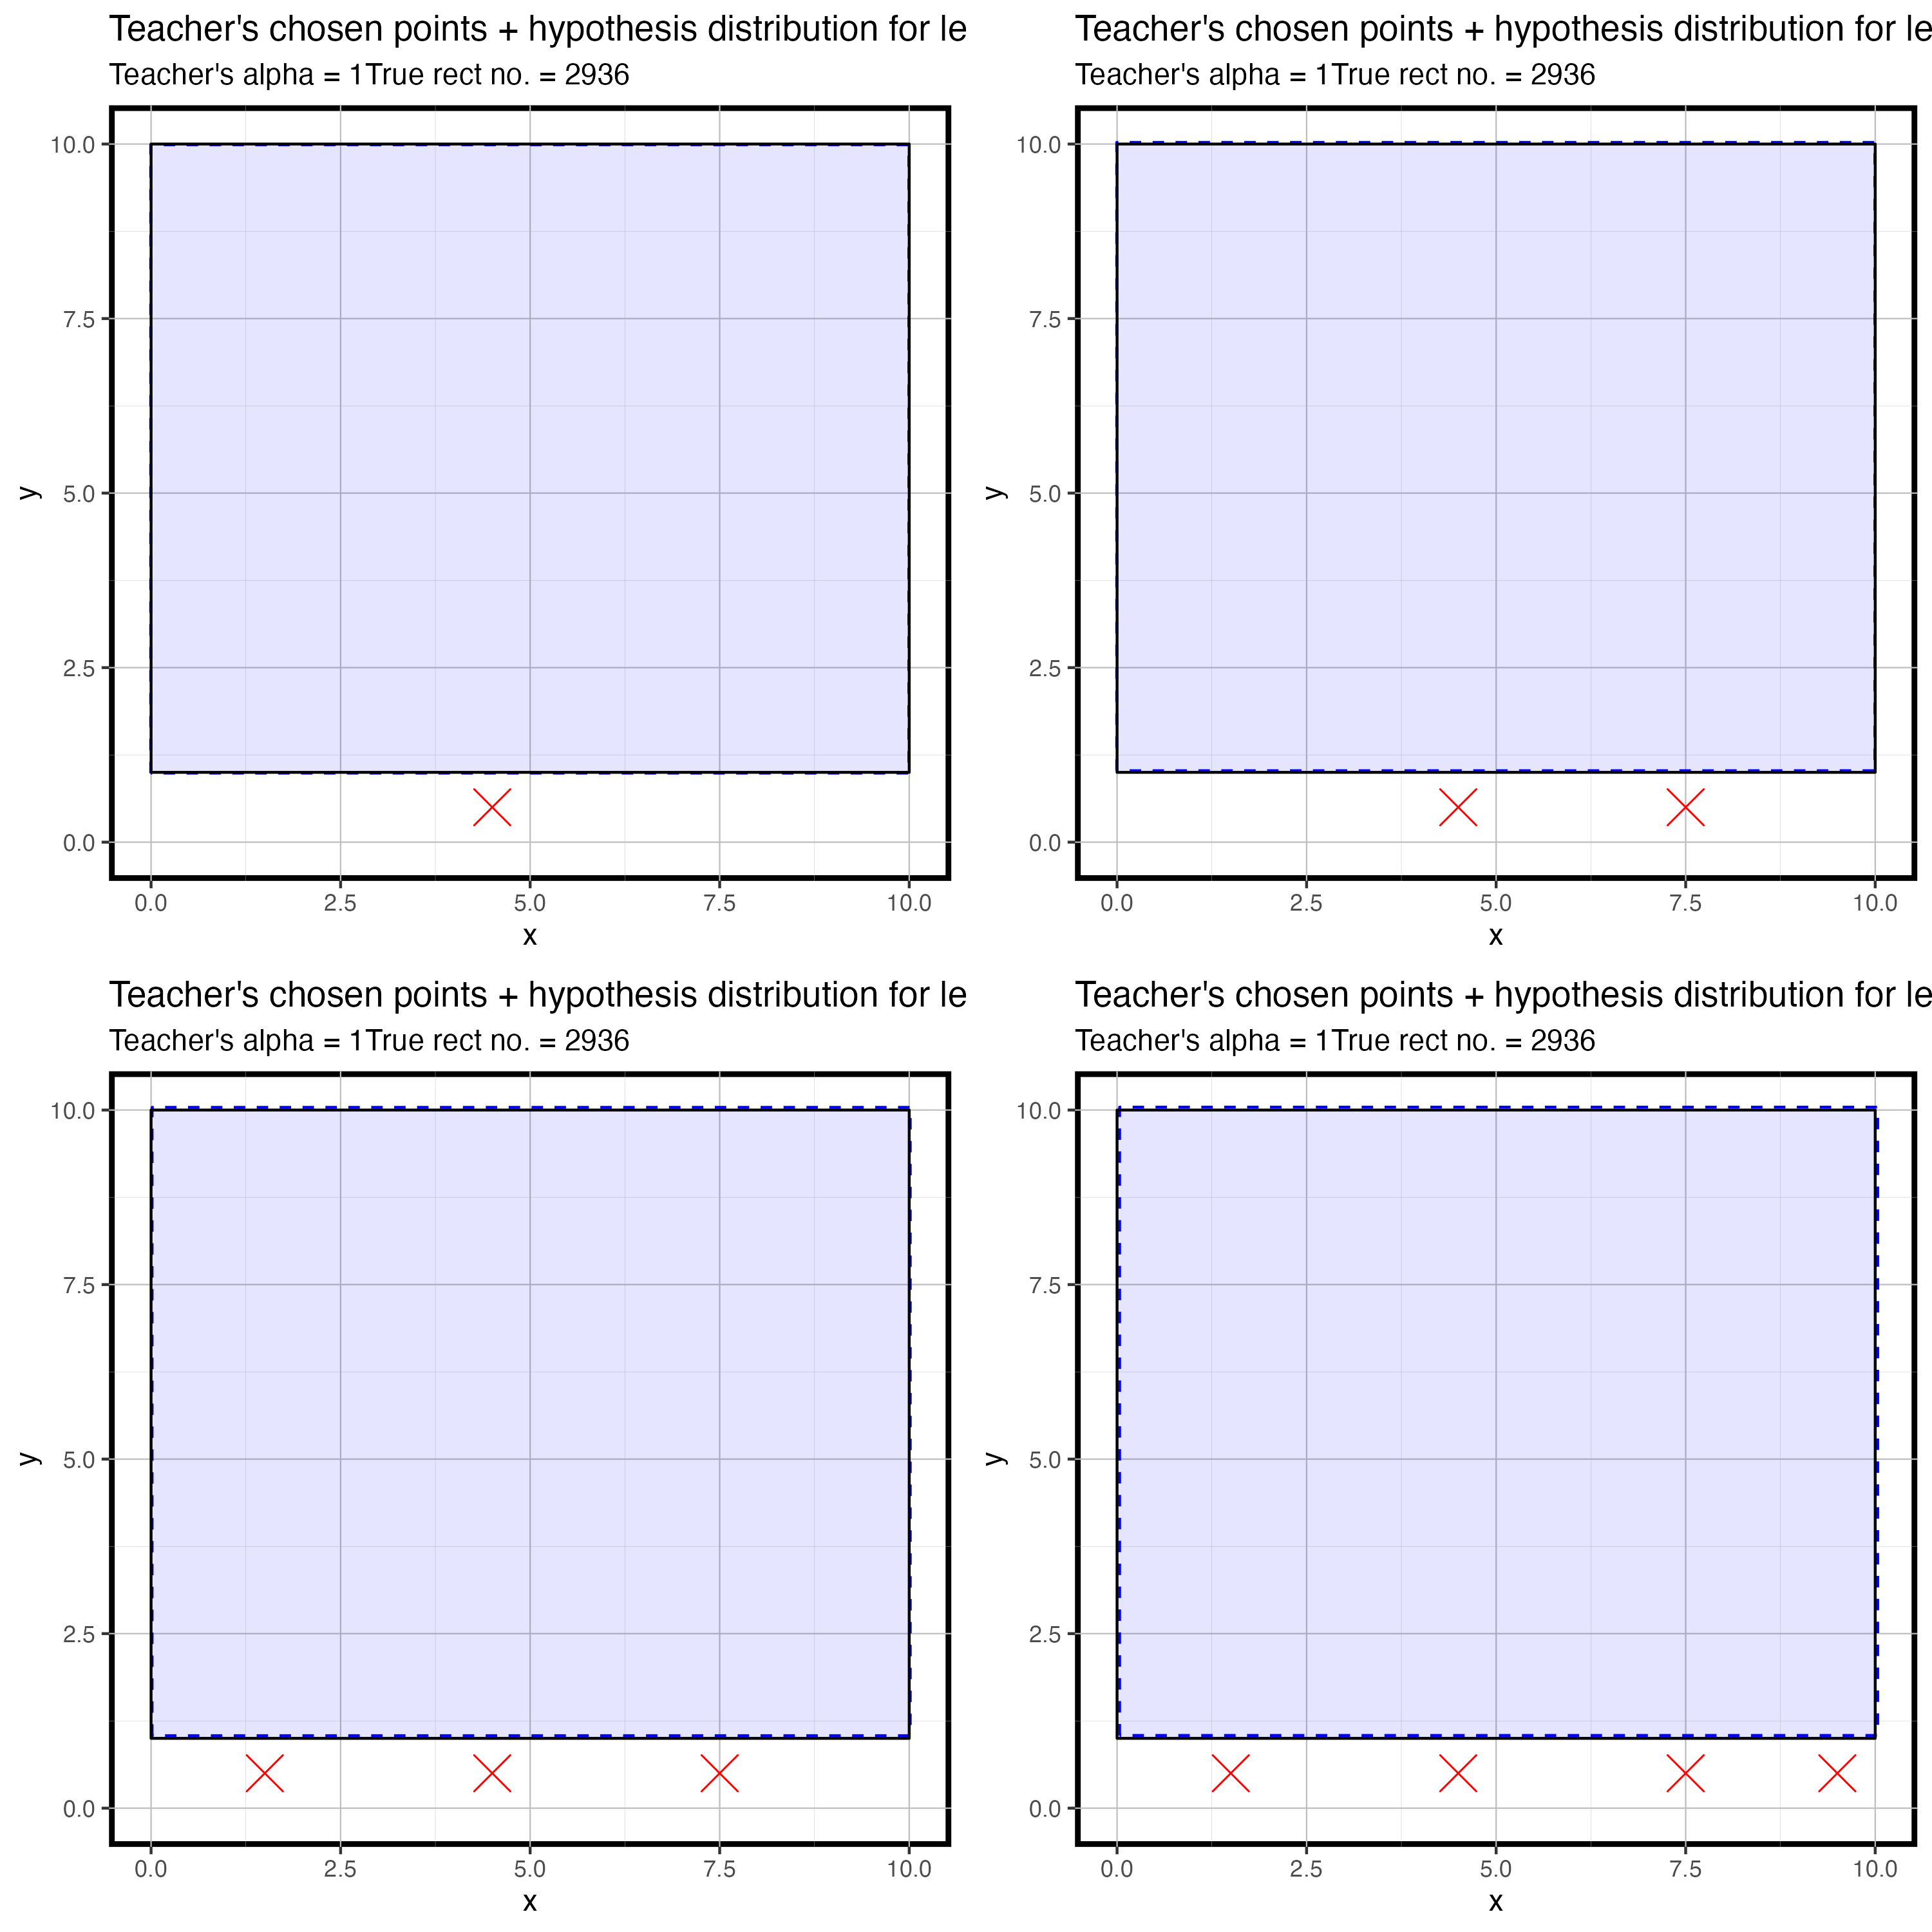 Teacher's chosen points + hypothesis distribution for le
Teacher's alpha = 1True rect no. = 2936
10.0
7.5
5.0
2.5
0.0
y
0.0 2.5 5.0 7.5 10.0
x
Teacher's chosen points + hypothesis distribution for le
Teacher's alpha = 1True rect no. = 2936
10.0
7.5
5.0
2.5
0.0
y
0.0 2.5 5.0 7.5 10.0
x
Teacher's chosen points + hypothesis distribution for le
Teacher's alpha = 1True rect no. = 2936
10.0
7.5
5.0
2.5
0.0
y
0.0 2.5 5.0 7.5 10.0
x
Teacher's chosen points + hypothesis distribution for le
Teacher's alpha = 1True rect no. = 2936
10.0
7.5
5.0
2.5
0.0
y
0.0 2.5 5.0 7.5 10.0
x